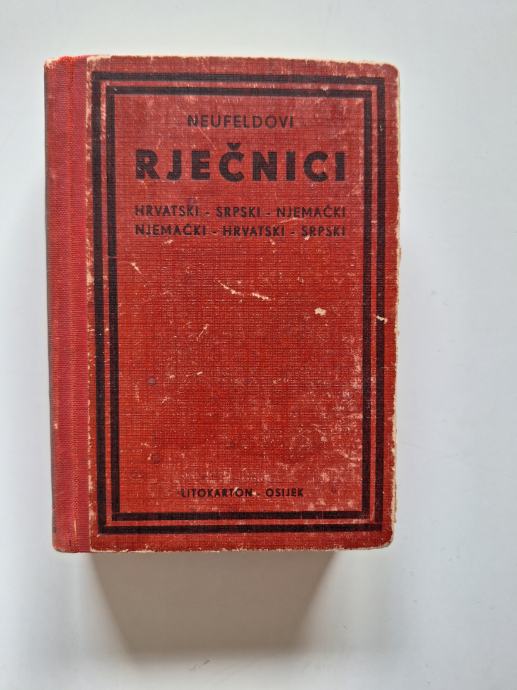 NEUFELDOVI
RJEČNICI
HRVATSKI - SRPSKI - NJEMAČKI
NJEMAČKI - HRVATSKI - SRPSKI
LITOKARTON - OSIJEK